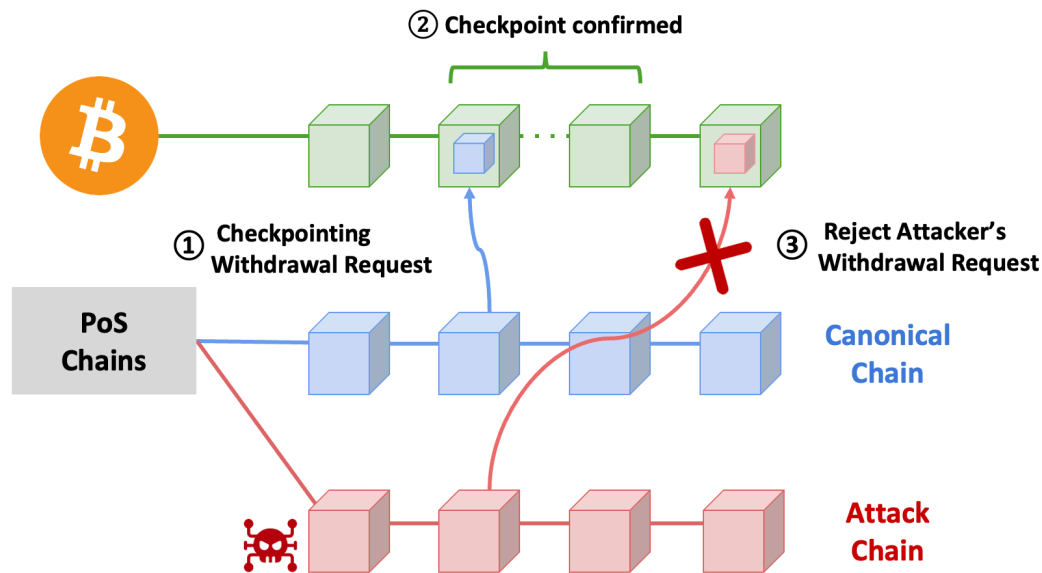 ② Checkpoint confirmed
₿
① Checkpointing
Withdrawal Request
③ Reject Attacker’s
Withdrawal Request
PoS
Chains
Canonical
Chain
Attack
Chain